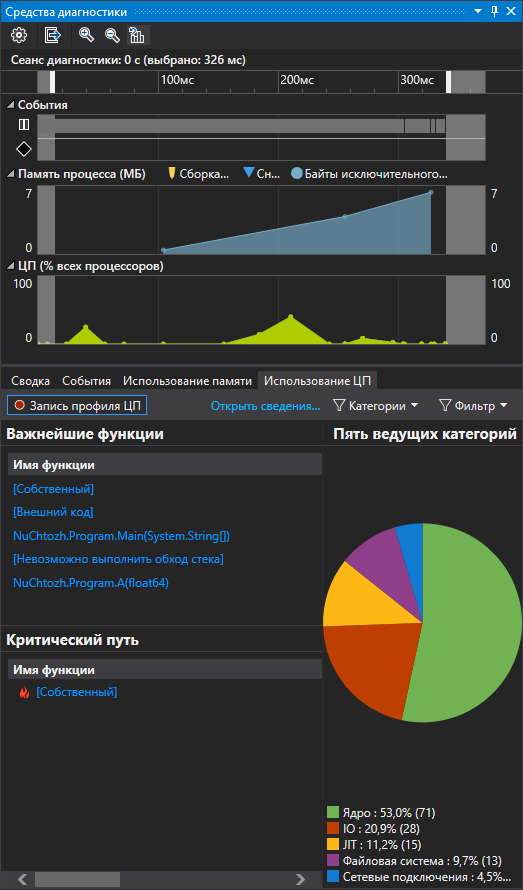 Средства диагностики
Сеанс диагностики: 0 с (выбрано: 326 мс)
100мс 200мс 300мс
События
Память процесса (МБ) Сборка... Сн... Байты исключительного...
7 7
0 0
ЦП (% всех процессоров)
100 100
0 0
Сводка События Использование памяти Использование ЦП
Запись профиля ЦП Открыть сведения... Категории Фильтр
Важнейшие функции
Имя функции
[Собственный]
[Внешний код]
NuChtozh.Program.Main(System.String[])
[Невозможно выполнить обход стека]
NuChtozh.Program.A(float64)
Критический путь
Имя функции
[Собственный]
Пять ведущих категорий
Ядро : 53,0% (71)
IO : 20,9% (28)
JIT : 11,2% (15)
Файловая система : 9,7% (13)
Сетевые подключения : 4,5%...